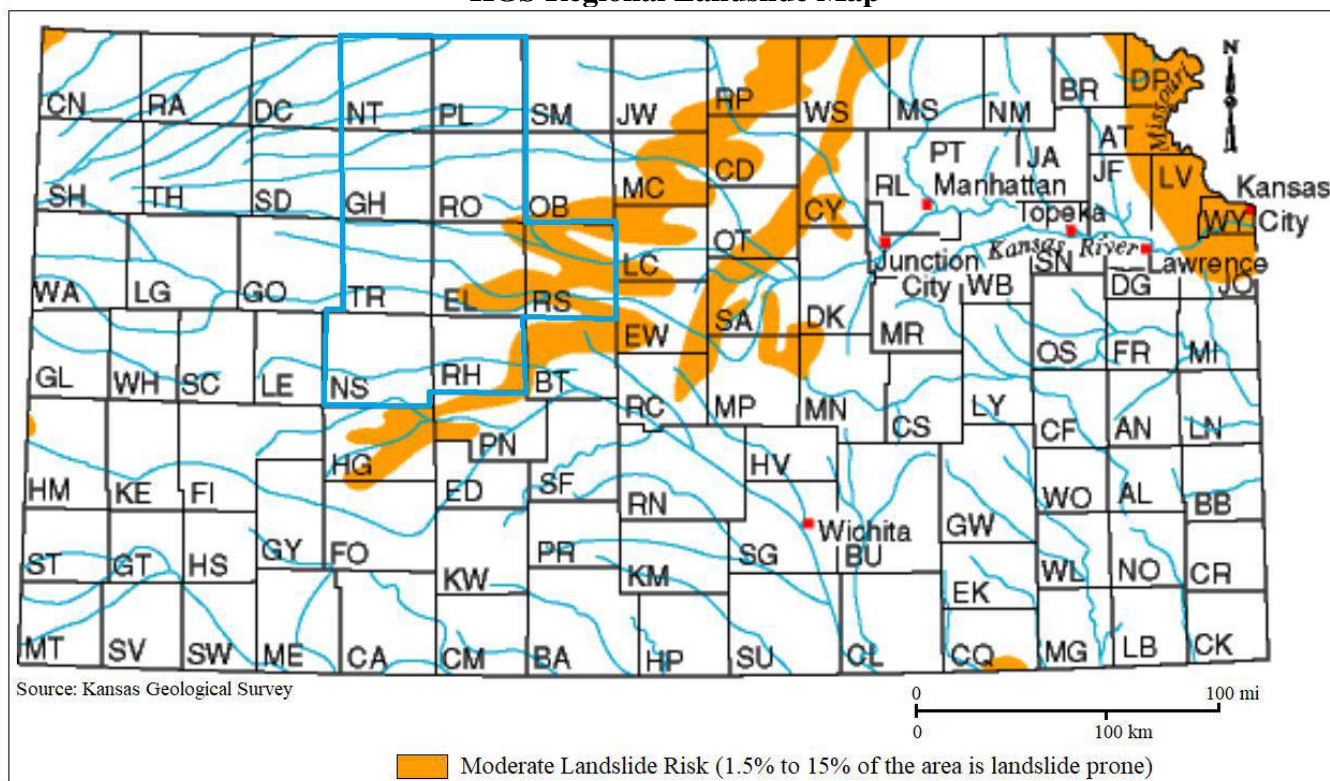 KGS Regional Landslide Map
N
CN RA DC NT PL SM JW RP WS MS NM BR DP
Missouri
AT
SH TH SD GH RO OB MC CD CY RL PT JA JF LV
Manhattan
Kansas City
WY
Topeka
WA LG GO TR EL RS LC OT
Junction City
Kansas River
SN
Lawrence
DG JO
WB
GL WH SC LE NS RH BT EW SA DK MR OS FR MI
RC MP MN CS LY CF AN LN
HM KE FI HG PN ED SF RN HV
Wichita
WO AL BB
ST GT HS GY FO PR KM SG BU GW
KW EK WL NO CR
MT SV SW ME CA CM BA HP SU CL CQ MG LB CK
Source: Kansas Geological Survey
0 100 mi
0 100 km
Moderate Landslide Risk (1.5% to 15% of the area is landslide prone)